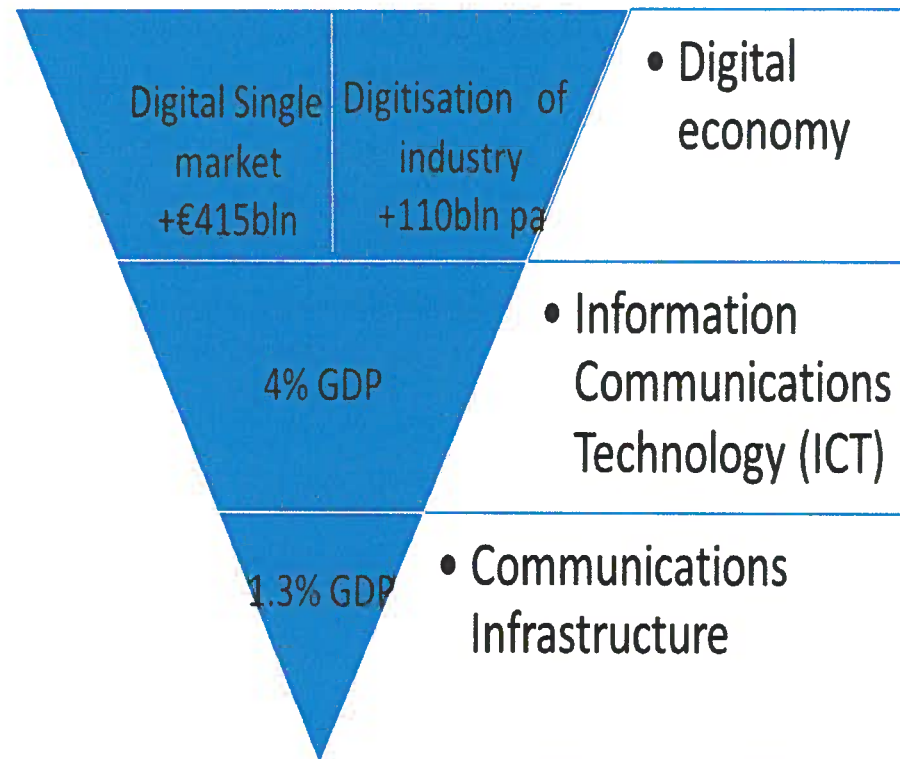 Digital Single
market
+€415bln
Digitisation of
industry
+110bln pa
• Digital
economy
4% GDP
• Information
Communications
Technology (ICT)
1.3% GDP
• Communications
Infrastructure